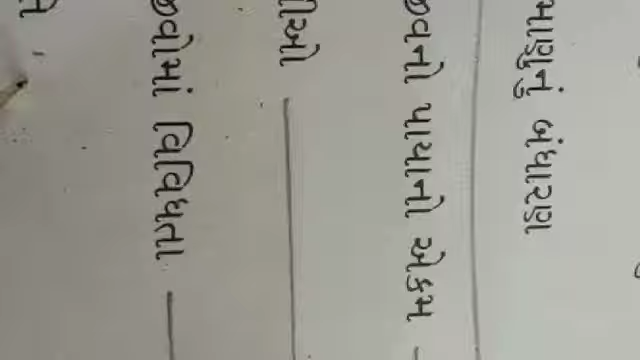 માણુનું બંધારણ
જીવનો પાયાનો એકમ —
ીઓ —
જીવોમાં વિવિધતા —